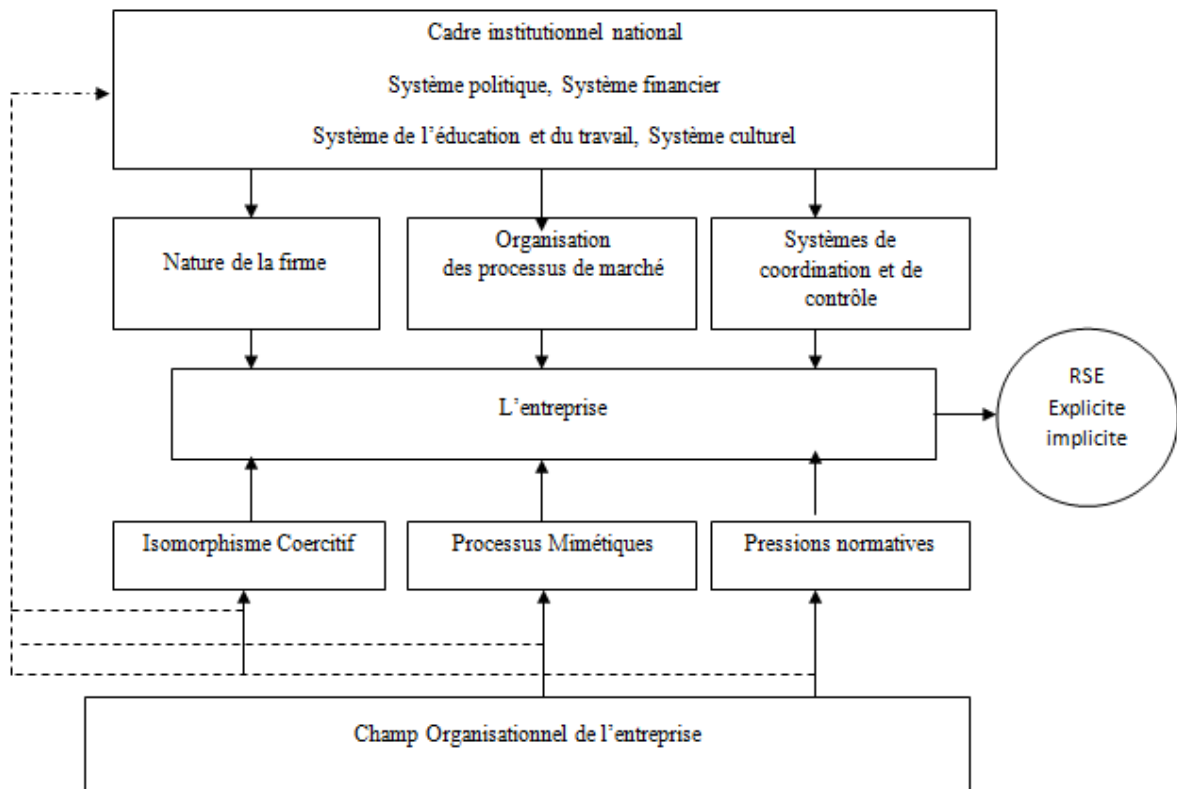 Cadre institutionnel national
Système politique, Système financier
Système de l'éducation et du travail, Système culturel
Nature de la firme
Organisation
des processus de marché
Systèmes de
coordination et de
contrôle
L'entreprise
RSE
Explicite
implicite
Isomorphisme Coercitif
Processus Mimétiques
Pressions normatives
Champ Organisationnel de l'entreprise